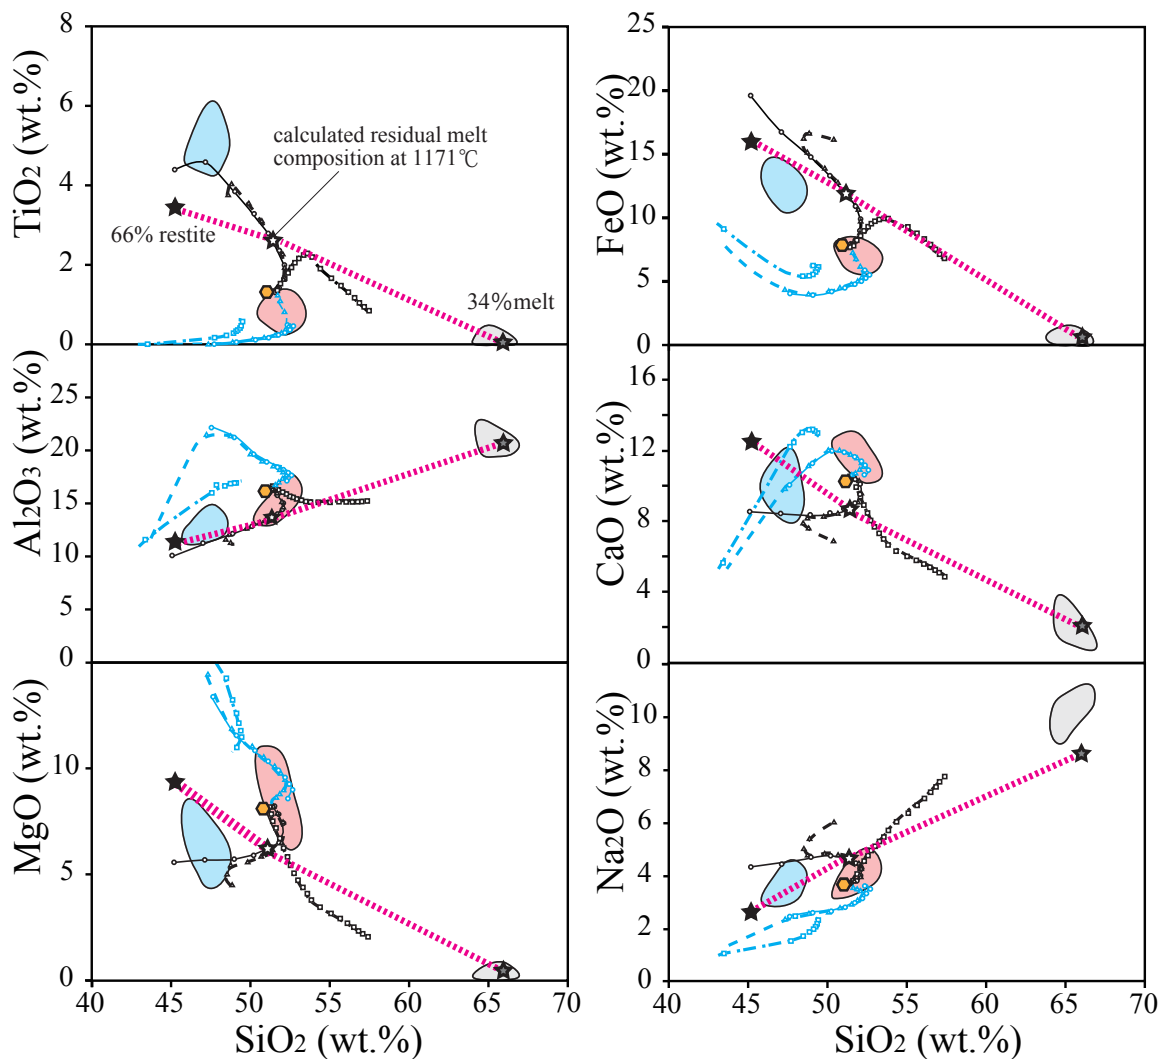 TiO2 (wt.%)
8
6
4
2
0
calculated residual melt
composition at 1171℃
66% restite
34%melt
FeO (wt.%)
25
20
15
10
5
0
Al2O3 (wt.%)
25
20
15
10
5
0
CaO (wt.%)
16
12
8
4
0
MgO (wt.%)
10
5
0
40 45 50 55 60 65 70
SiO2 (wt.%)
Na2O (wt.%)
10
8
6
4
2
0
40 45 50 55 60 65 70
SiO2 (wt.%)